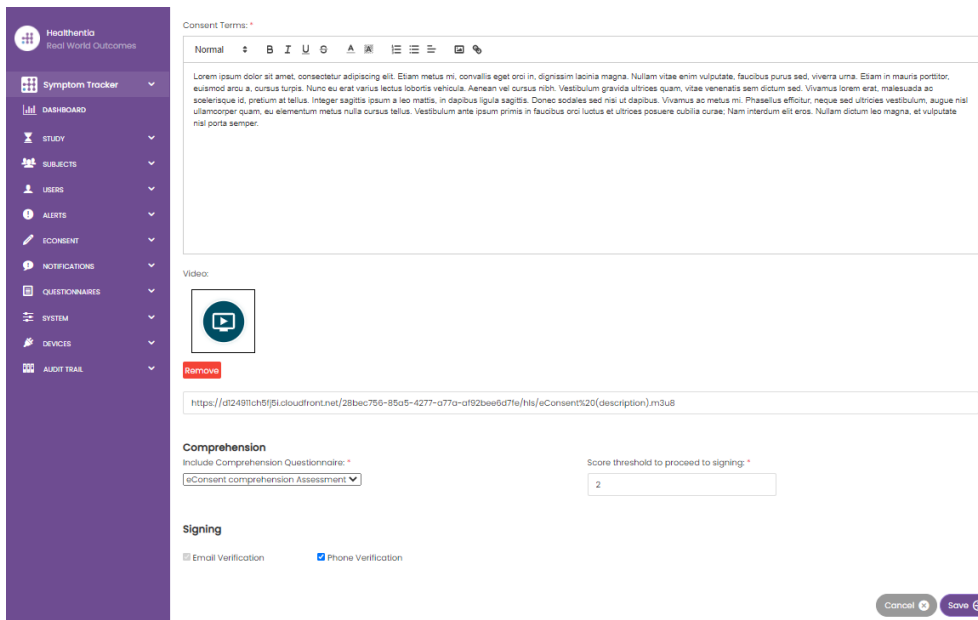 Healthentia
Real World Outcomes
Symptom Tracker
DASHBOARD
STUDY
SUBJECTS
USERS
ALERTS
ECONSENT
NOTIFICATIONS
QUESTIONNAIRES
SYSTEM
DEVICES
AUDIT TRAIL
Consent Terms: *
Normal B I U S A A
Lorem ipsum dolor sit amet, consectetur adipiscing elit. Etiam metus mi, convallis eget orci in, dignissim lacinia magna. Nullam vitae enim vulputate, faucibus purus sed, viverra urna. Etiam in mauris porttitor,
euismod arcu a, cursus turpis. Nunc eu erat varius lectus lobortis vehicula. Aenean vel cursus nibh. Vestibulum gravida ultrices quam, vitae venenatis sem dictum sed. Vivamus lorem erat, malesuada ac
scelerisque id, pretium at tellus. Integer sagittis ipsum a leo mattis, in dapibus ligula sagittis. Donec sodales sed nisi ut dapibus. Vivamus ac metus mi. Phasellus efficitur, neque sed ultricies vestibulum, augue nisl
ullamcorper quam, eu elementum metus nulla cursus tellus. Vestibulum ante ipsum primis in faucibus orci luctus et ultrices posuere cubilia curae; Nam interdum elit eros. Nullam dictum leo magna, et vulputate
nisl porta semper.
Video:
Remove
https://d124911ch5fj5i.cloudfront.net/28bec756-85a5-4277-a77a-af92bee6d7fe/hls/eConsent%20(description).m3u8
Comprehension
Include Comprehension Questionnaire: *
eConsent comprehension Assessment
Score threshold to proceed to signing: *
2
Signing
Email Verification
Phone Verification
Cancel
Save